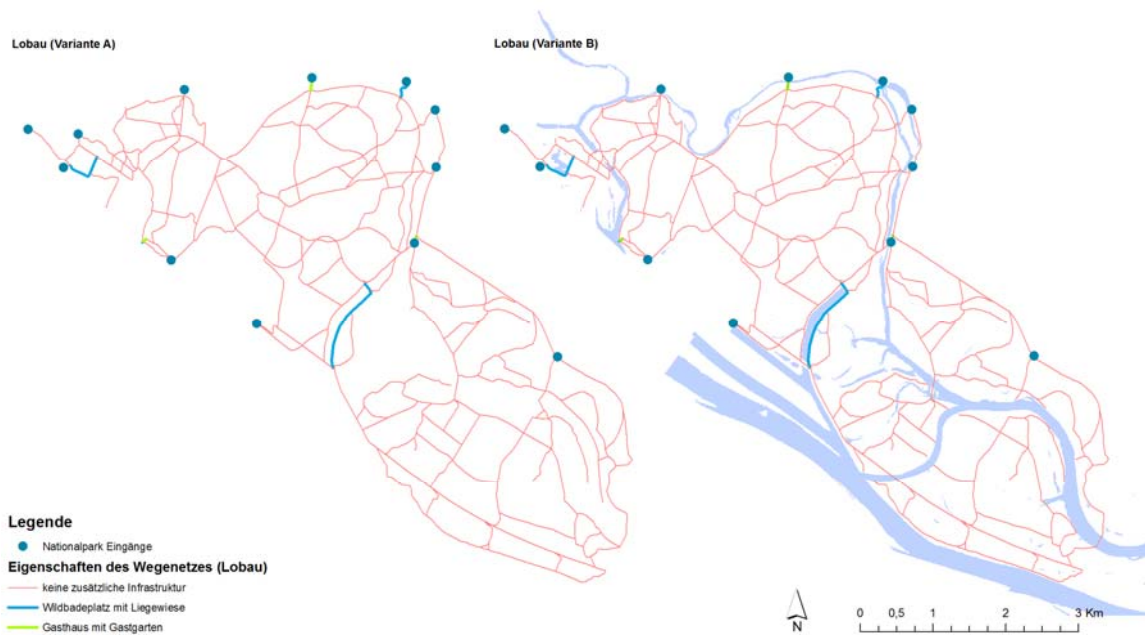 Lobau (Variante A)
Lobau (Variante B)
Legende
Nationalpark Eingänge
Eigenschaften des Wegenetzes (Lobau)
keine zusätzliche Infrastruktur
Wildbadeplatz mit Liegewiese
Gasthaus mit Gastgarten
N
0 0,5 1 2 3 Km